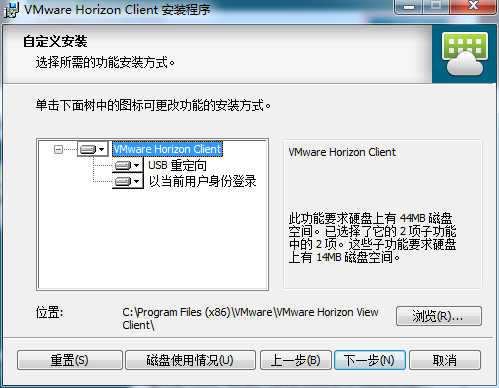 VMware Horizon Client 安装程序
自定义安装
选择所需的功能安装方式。
单击下面树中的图标可更改功能的安装方式。
VMware Horizon Client
USB 重定向
以当前用户身份登录
VMware Horizon Client
此功能要求硬盘上有 44MB 磁盘
空间。已选择了它的 2 项子功能
中的 2 项。这些子功能要求硬盘
上有 14MB 磁盘空间。
位置:
C:\Program Files (x86)\VMware\VMware Horizon View
Client\
浏览(R)...
重置(S)
磁盘使用情况(U)
上一步(B)
下一步(N)
取消